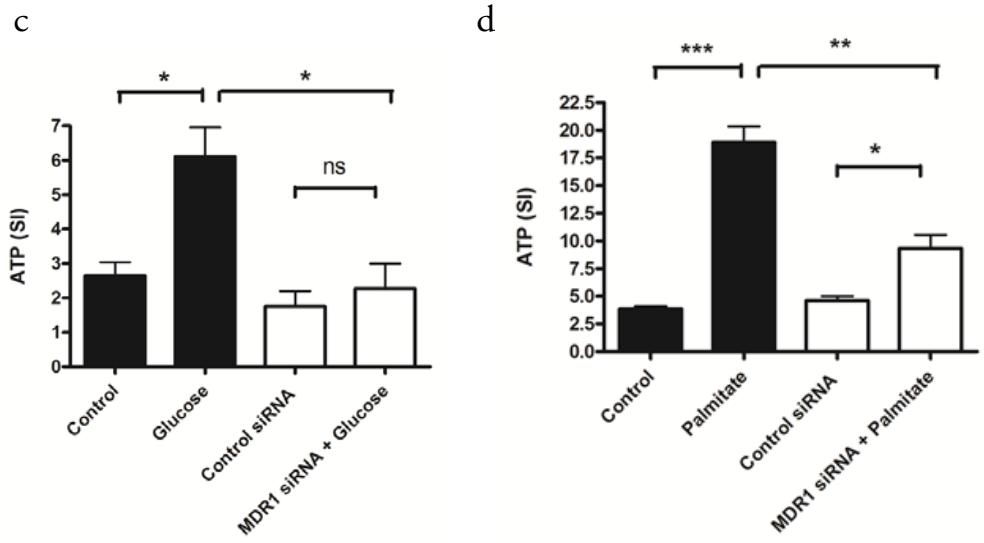 c
d
*
*
ns
ATP (SI)
7
6
5
4
3
2
1
0
Control
Glucose
Control siRNA
MDR1 siRNA + Glucose
***
**
*
ATP (SI)
22.5
20.0
17.5
15.0
12.5
10.0
7.5
5.0
2.5
0.0
Control
Palmitate
Control siRNA
MDR1 siRNA + Palmitate